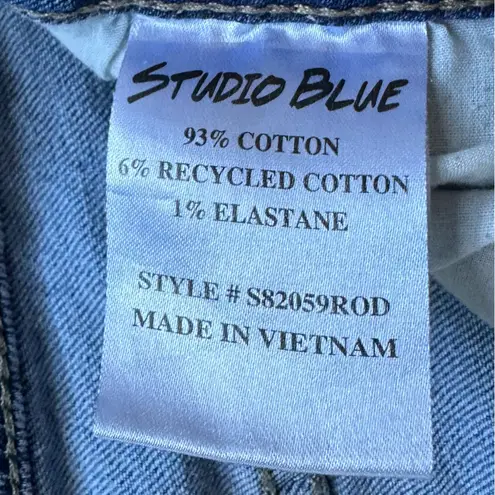 STUDIO BLUE
93% COTTON
6% RECYCLED COTTON
1% ELASTANE
STYLE # S82059ROD
MADE IN VIETNAM